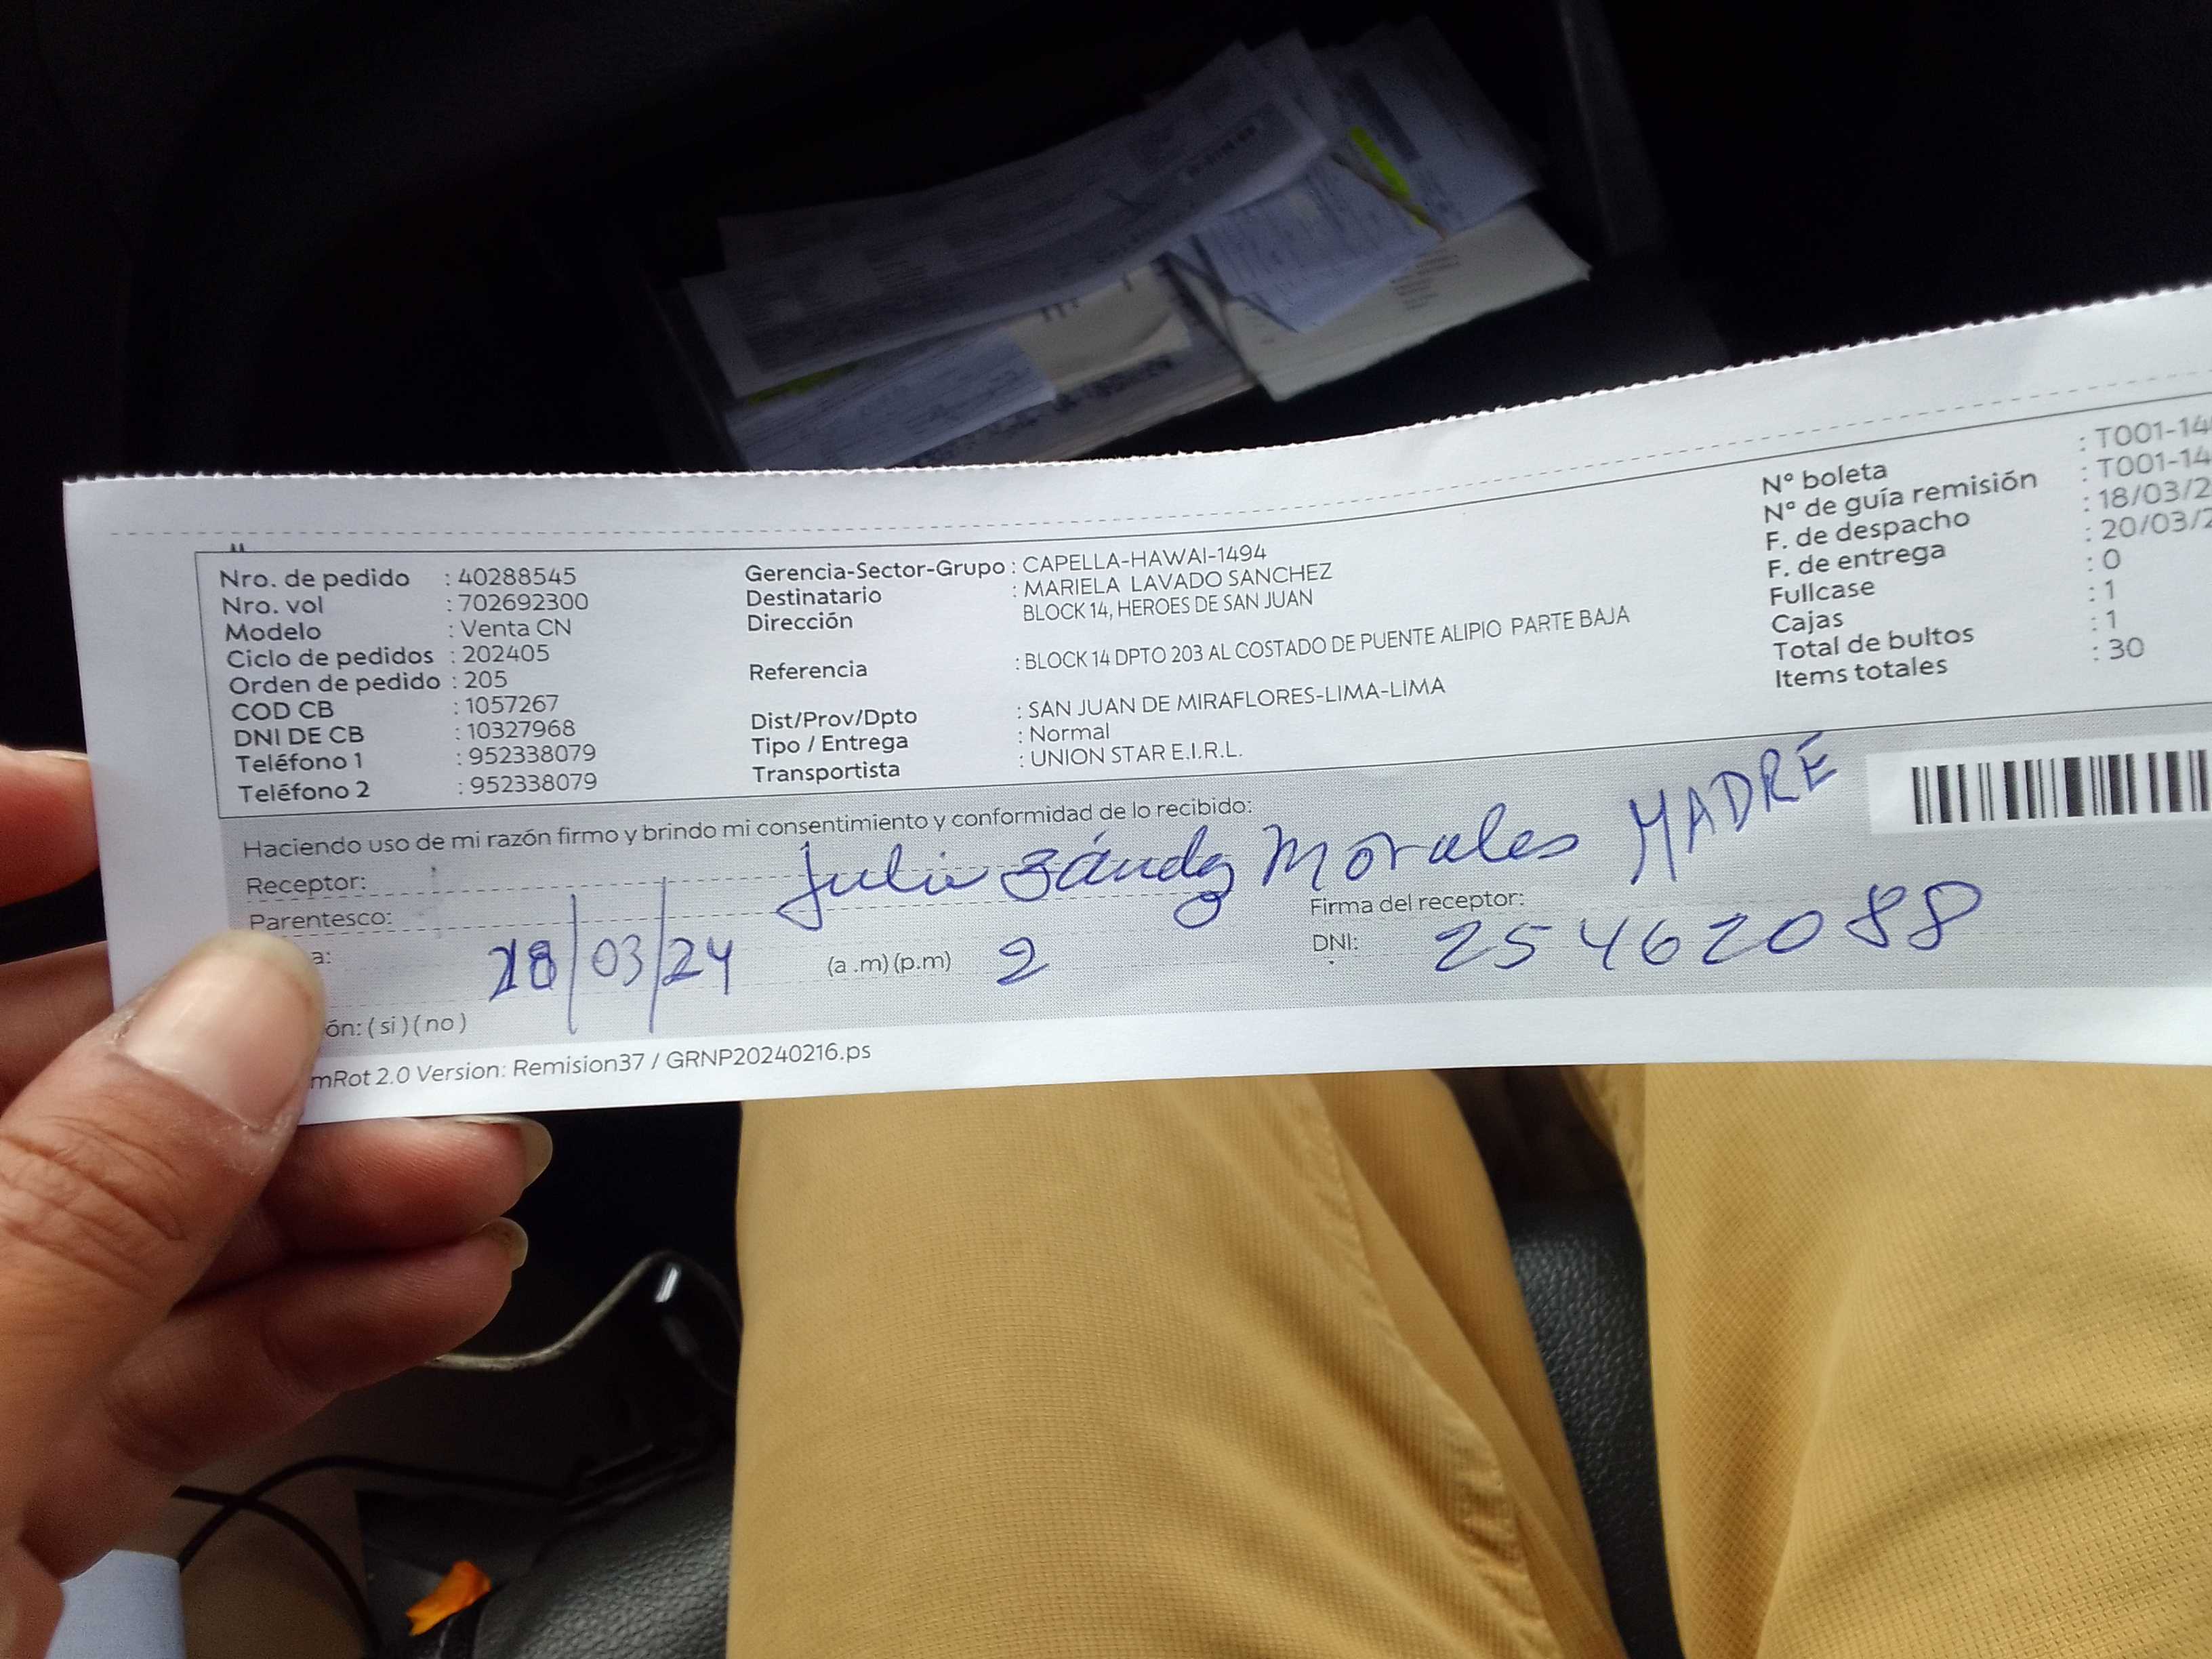 Nro. de pedido : 40288545
Nro. vol : 702692300
Modelo : Venta CN
Ciclo de pedidos : 202405
Orden de pedido : 205
COD CB : 1057267
DNI DE CB : 10327968
Teléfono 1 : 952338079
Teléfono 2 : 952338079
Gerencia-Sector-Grupo : CAPELLA-HAWAI-1494
Destinatario : MARIELA LAVADO SANCHEZ
Dirección BLOCK 14, HEROES DE SAN JUAN
Referencia : BLOCK 14 DPTO 203 AL COSTADO DE PUENTE ALIPIO PARTE BAJA
Dist/Prov/Dpto : SAN JUAN DE MIRAFLORES-LIMA-LIMA
Tipo / Entrega : Normal
Transportista : UNION STAR E.I.R.L.
N° boleta : T001-14
N° de guía remisión : T001-14
F. de despacho : 18/03/2
F. de entrega : 20/03/2
Fullcase : 0
Cajas : 1
Total de bultos : 1
Items totales : 30
Haciendo uso de mi razón firmo y brindo mi consentimiento y conformidad de lo recibido:
Receptor: Morales MADRE
Parentesco:
Firma del receptor:
a: 18/03/24 (a.m)(p.m) 2 DNI: 25462088
ón: (si)(no)
mRot 2.0 Version: Remision37 / GRNP20240216.ps